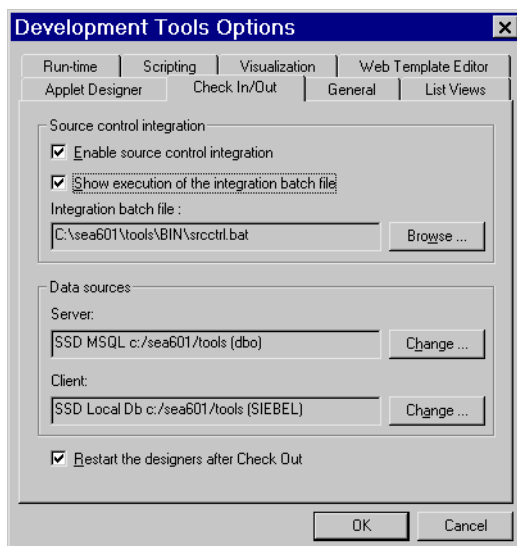 Development Tools Options
Run-time Scripting Visualization Web Template Editor
Applet Designer Check In/Out General List Views
Source control integration
Enable source control integration
Show execution of the integration batch file
Integration batch file :
C:\sea601\tools\BIN\srcctrl.bat Browse ...
Data sources
Server:
SSD MSQL c:/sea601/tools (dbo) Change ...
Client:
SSD Local Db c:/sea601/tools (SIEBEL) Change ...
Restart the designers after Check Out
OK Cancel